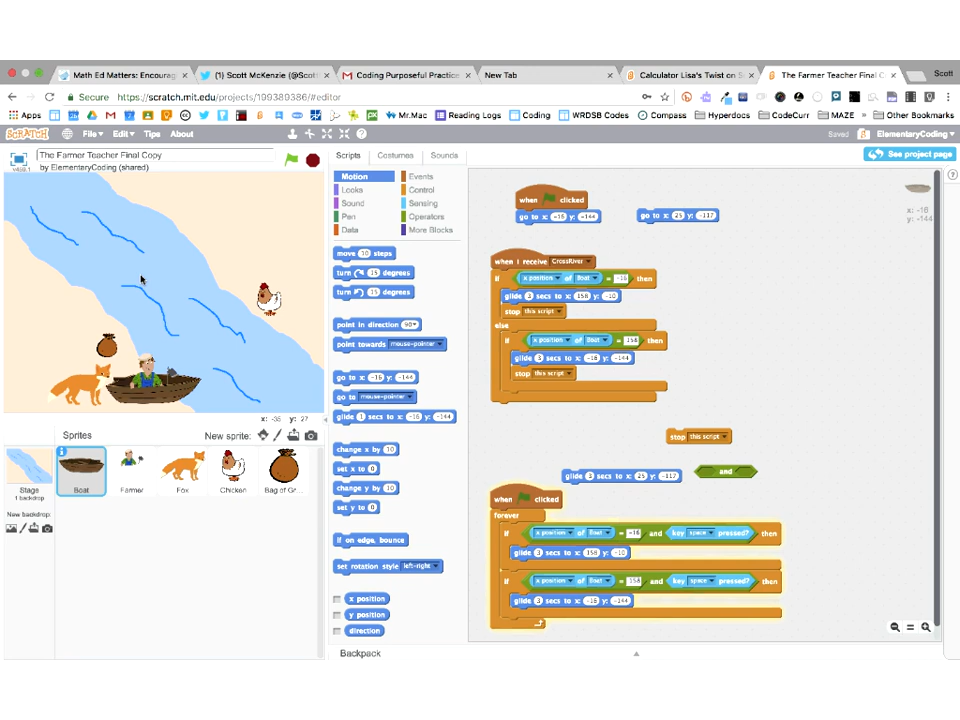 Math Ed Matters: Encourag
(1) Scott McKenzie (@Scott
Coding Purposeful Practice
New Tab
Calculator Lisa's Twist on S
The Farmer Teacher Final C
Scott
Secure https://scratch.mit.edu/projects/199389386/#editor
Apps
Mr.Mac
Reading Logs
Coding
WRDSB Codes
Compass
Hyperdocs
CodeCurr
MAZE
Other Bookmarks
SCRATCH
File
Edit
Tips
About
Saved
ElementaryCoding
The Farmer Teacher Final Copy
by ElementaryCoding (shared)
Scripts
Costumes
Sounds
See project page
Motion
Events
Looks
Control
Sound
Sensing
Pen
Operators
Data
More Blocks
move 10 steps
turn 15 degrees
turn 15 degrees
point in direction 90
point towards mouse-pointer
go to x: -16 y: -144
go to mouse-pointer
glide 1 secs to x: -16 y: -144
change x by 10
set x to 0
change y by 10
set y to 0
if on edge, bounce
set rotation style left-right
x position
y position
direction
when clicked
go to x: -16 y: -144
go to x: 25 y: -117
x: -16
y: -144
when I receive CrossRiver
if x position of Boat = -16 then
glide 3 secs to x: 158 y: -10
stop this script
else
if x position of Boat = 158 then
glide 3 secs to x: -16 y: -144
stop this script
stop this script
and
glide 3 secs to x: 25 y: -117
when clicked
forever
if x position of Boat = -16 and key space pressed? then
glide 3 secs to x: 158 y: -10
if x position of Boat = 158 and key space pressed? then
glide 3 secs to x: -16 y: -144
x: -35 y: 27
Sprites
New sprite:
Stage
1 backdrop
New backdrop:
Boat
Farmer
Fox
Chicken
Bag of Gr...
Backpack